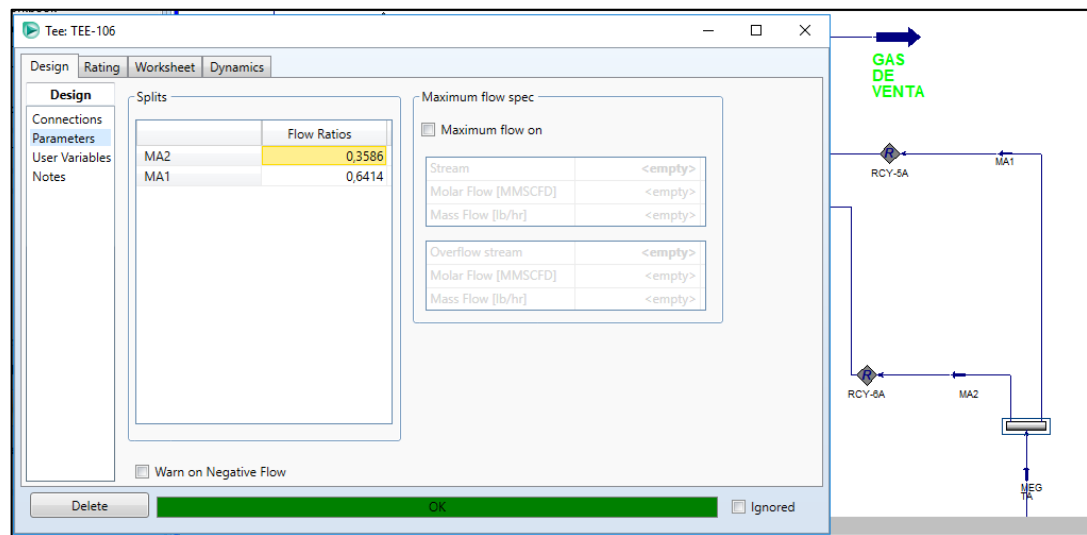 Tee: TEE-106
Design Rating Worksheet Dynamics
Design
Connections
Parameters
User Variables
Notes
Splits
Flow Ratios
MA2 0,3586
MA1 0,6414
Maximum flow spec
Maximum flow on
Stream <empty>
Molar Flow [MMSCFD] <empty>
Mass Flow [lb/hr] <empty>
Overflow stream <empty>
Molar Flow [MMSCFD] <empty>
Mass Flow [lb/hr] <empty>
Warn on Negative Flow
Delete
OK
Ignored
GAS
DE
VENTA
R
RCY-5A
MA1
R
RCY-6A
MA2
MEG
TA